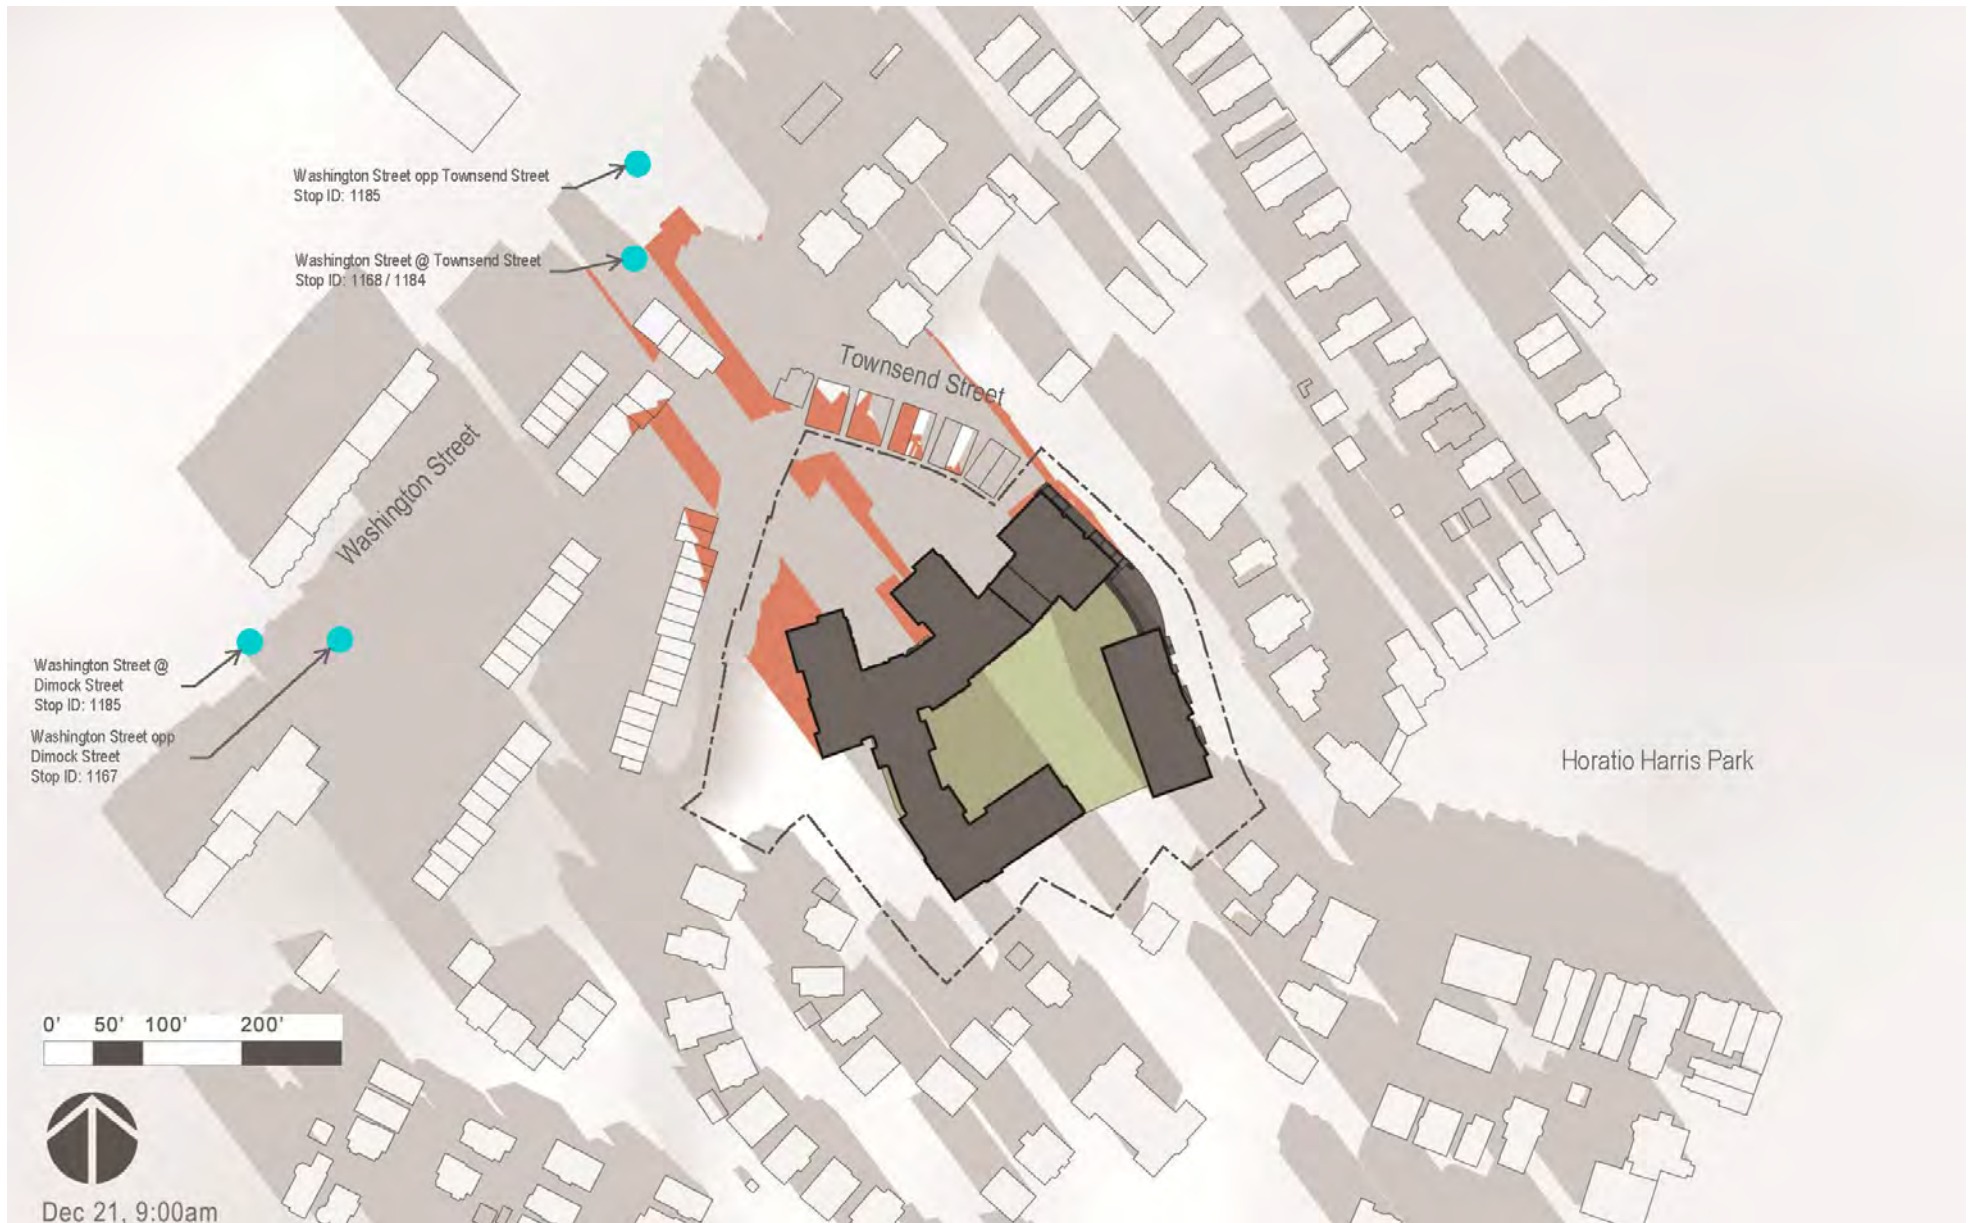 Washington Street opp Townsend Street
Stop ID: 1185
Washington Street @ Townsend Street
Stop ID: 1168 / 1184
Townsend Street
Washington Street
Washington Street @
Dimock Street
Stop ID: 1185
Washington Street opp
Dimock Street
Stop ID: 1167
Horatio Harris Park
0' 50' 100' 200'
Dec 21, 9:00am